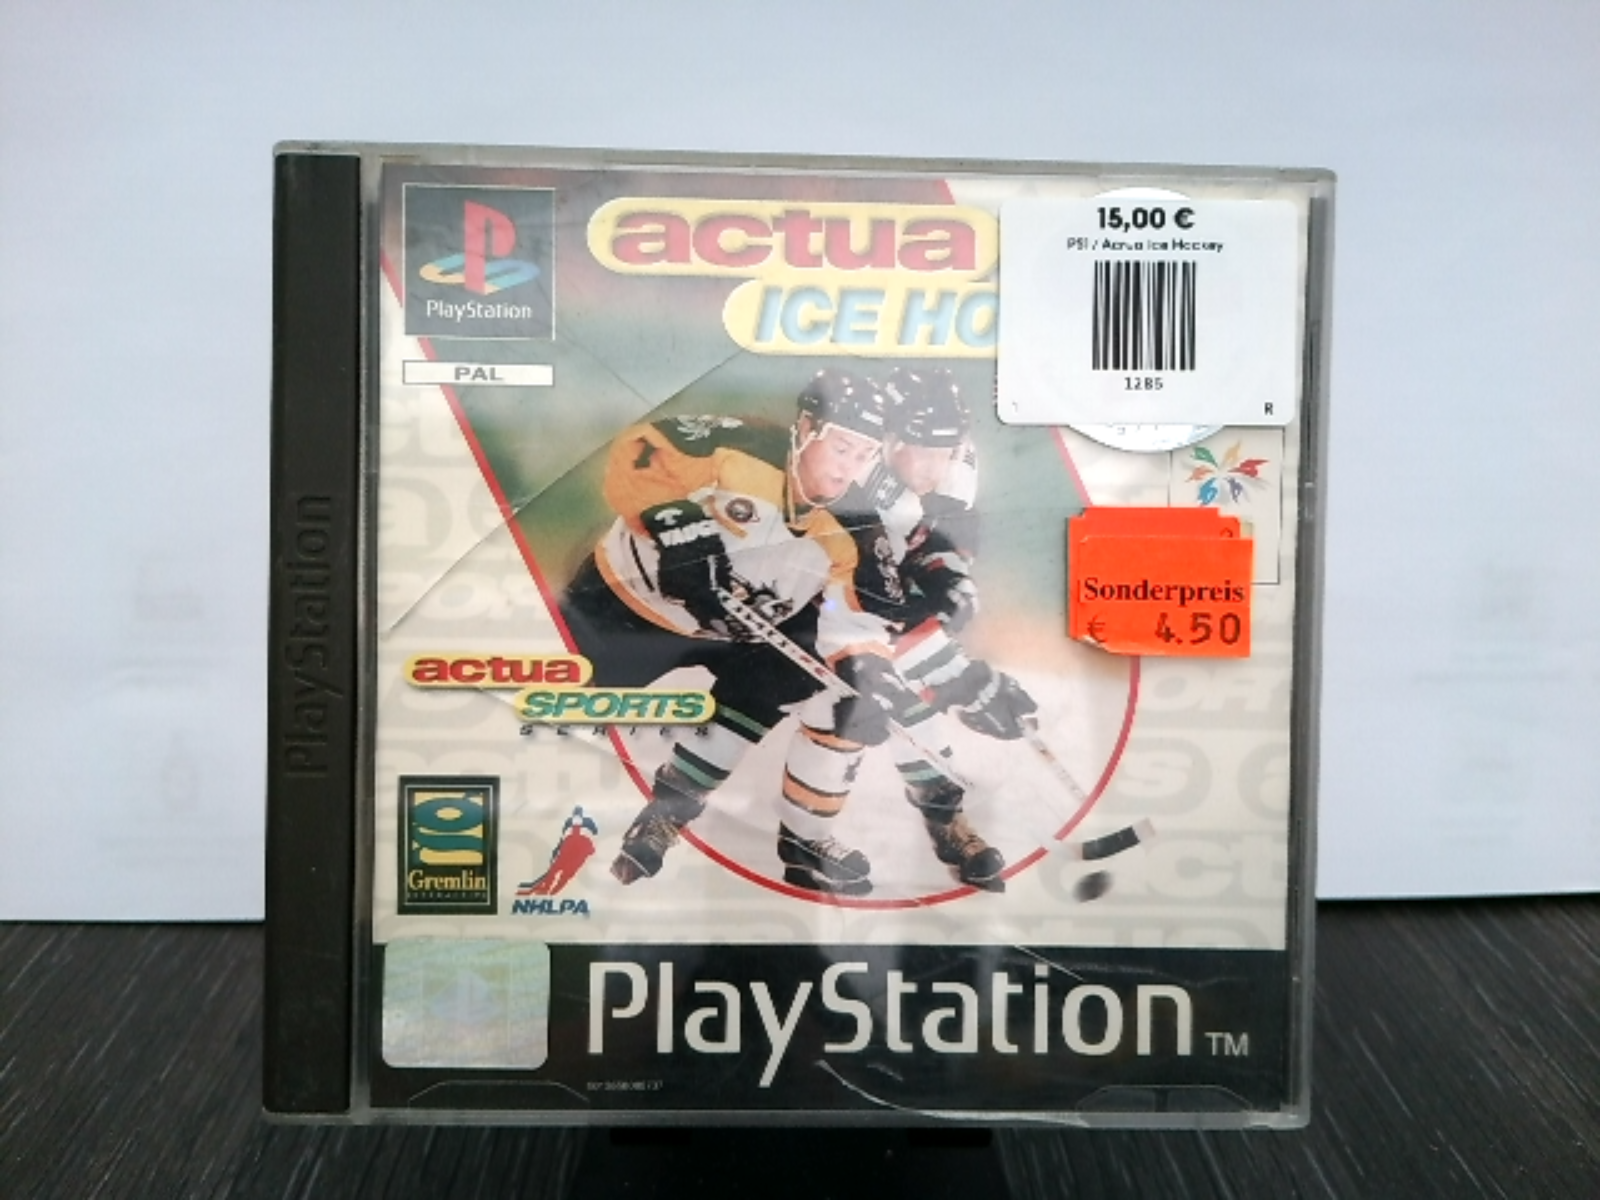 actua
ICE HO
15,00 €
PS1 / Actua Ice Hockey
1285
R
PlayStation
PAL
PlayStation
Sonderpreis
€ 4.50
actua
SPORTS
SERIES
Gremlin
INTERACTIVE
NHLPA
PlayStation TM